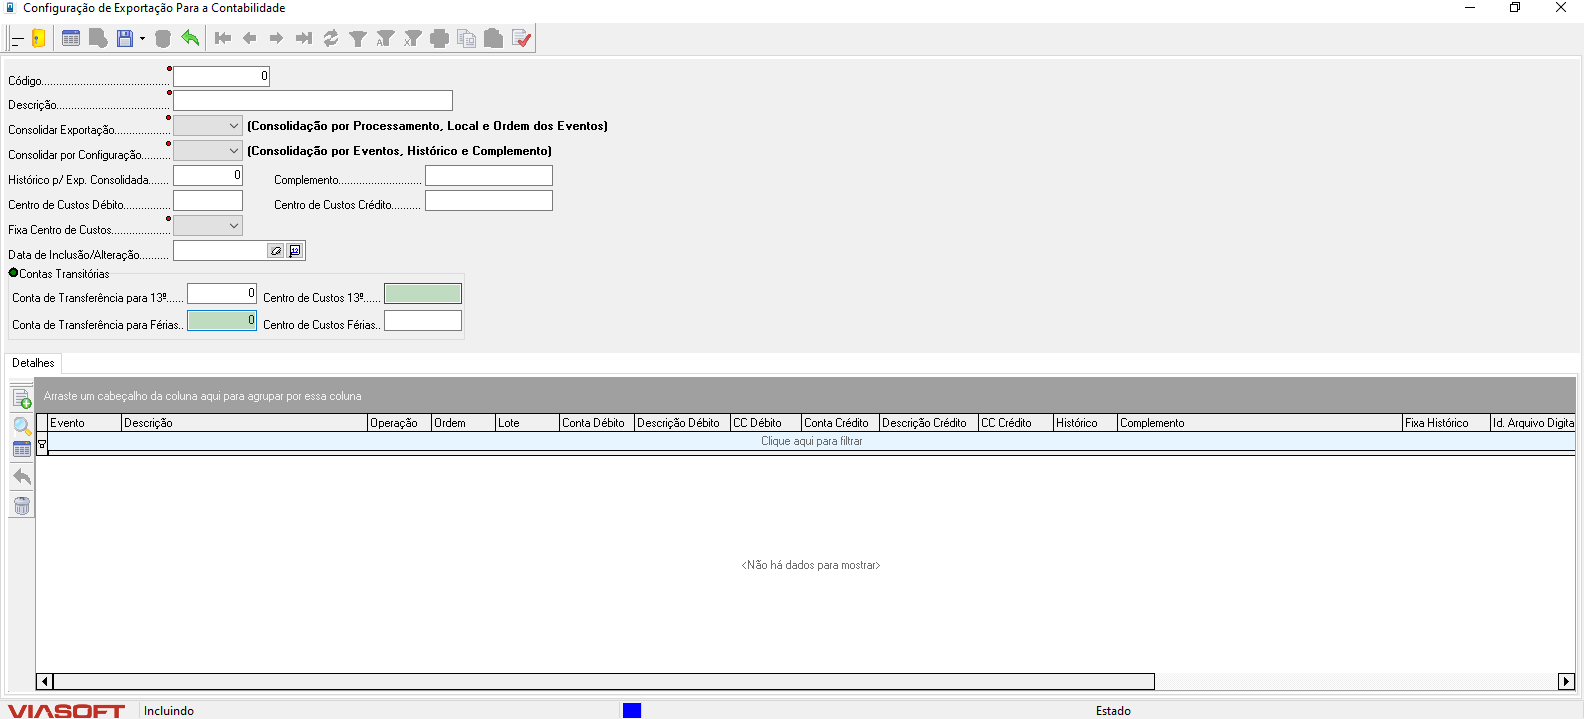 Configuração de Exportação Para a Contabilidade
Código.......................................... 0
Descrição.....................................
Consolidar Exportação................... (Consolidação por Processamento, Local e Ordem dos Eventos)
Consolidar por Configuração.......... (Consolidação por Eventos, Histórico e Complemento)
Histórico p/ Exp. Consolidada....... 0 Complemento............................
Centro de Custos Débito................ Centro de Custos Crédito..........
Fixa Centro de Custos....................
Data de Inclusão/Alteração..........
Contas Transitórias
Conta de Transferência para 13º...... 0 Centro de Custos 13º......
Conta de Transferência para Férias.. 0 Centro de Custos Férias..
Detalhes
Arraste um cabeçalho da coluna aqui para agrupar por essa coluna
Evento Descrição Operação Ordem Lote Conta Débito Descrição Débito CC Débito Conta Crédito Descrição Crédito CC Crédito Histórico Complemento Fixa Histórico Id. Arquivo Digita
Clique aqui para filtrar
<Não há dados para mostrar>
VIASOFT Incluindo Estado